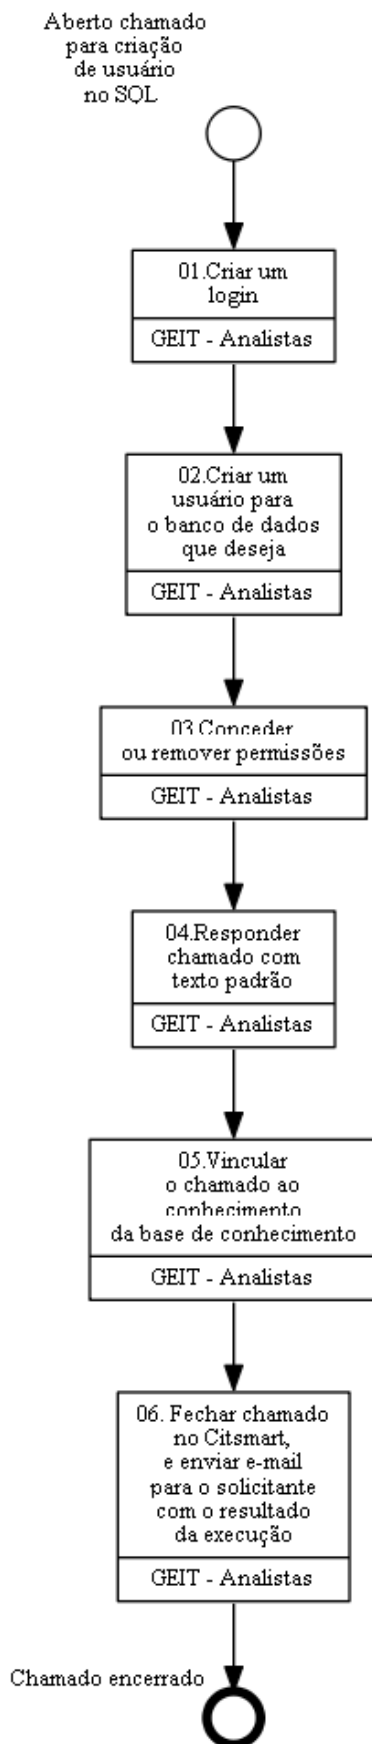 Aberto chamado
para criação
de usuário
no SQL
01.Criar um
login
GEIT - Analistas
02.Criar um
usuário para
o banco de dados
que deseja
GEIT - Analistas
03.Conceder
ou remover permissões
GEIT - Analistas
04.Responder
chamado com
texto padrão
GEIT - Analistas
05.Vincular
o chamado ao
conhecimento
da base de conhecimento
GEIT - Analistas
06. Fechar chamado
no Citsmart,
e enviar e-mail
para o solicitante
com o resultado
da execução
GEIT - Analistas
Chamado encerrado